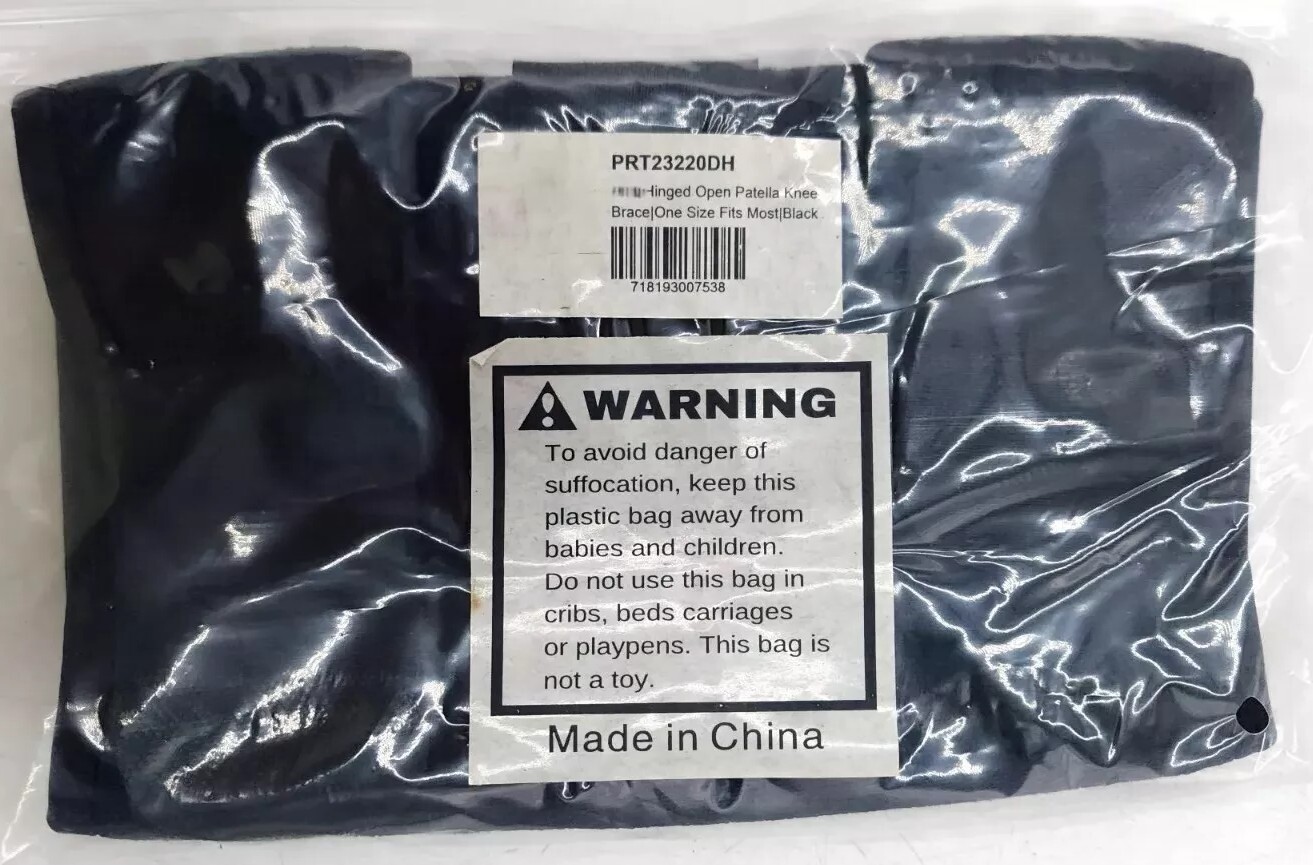 PRT23220DH
Hinged Open Patella Knee
Brace|One Size Fits Most|Black
718193007538
WARNING
To avoid danger of
suffocation, keep this
plastic bag away from
babies and children.
Do not use this bag in
cribs, beds carriages
or playpens. This bag is
not a toy.
Made in China